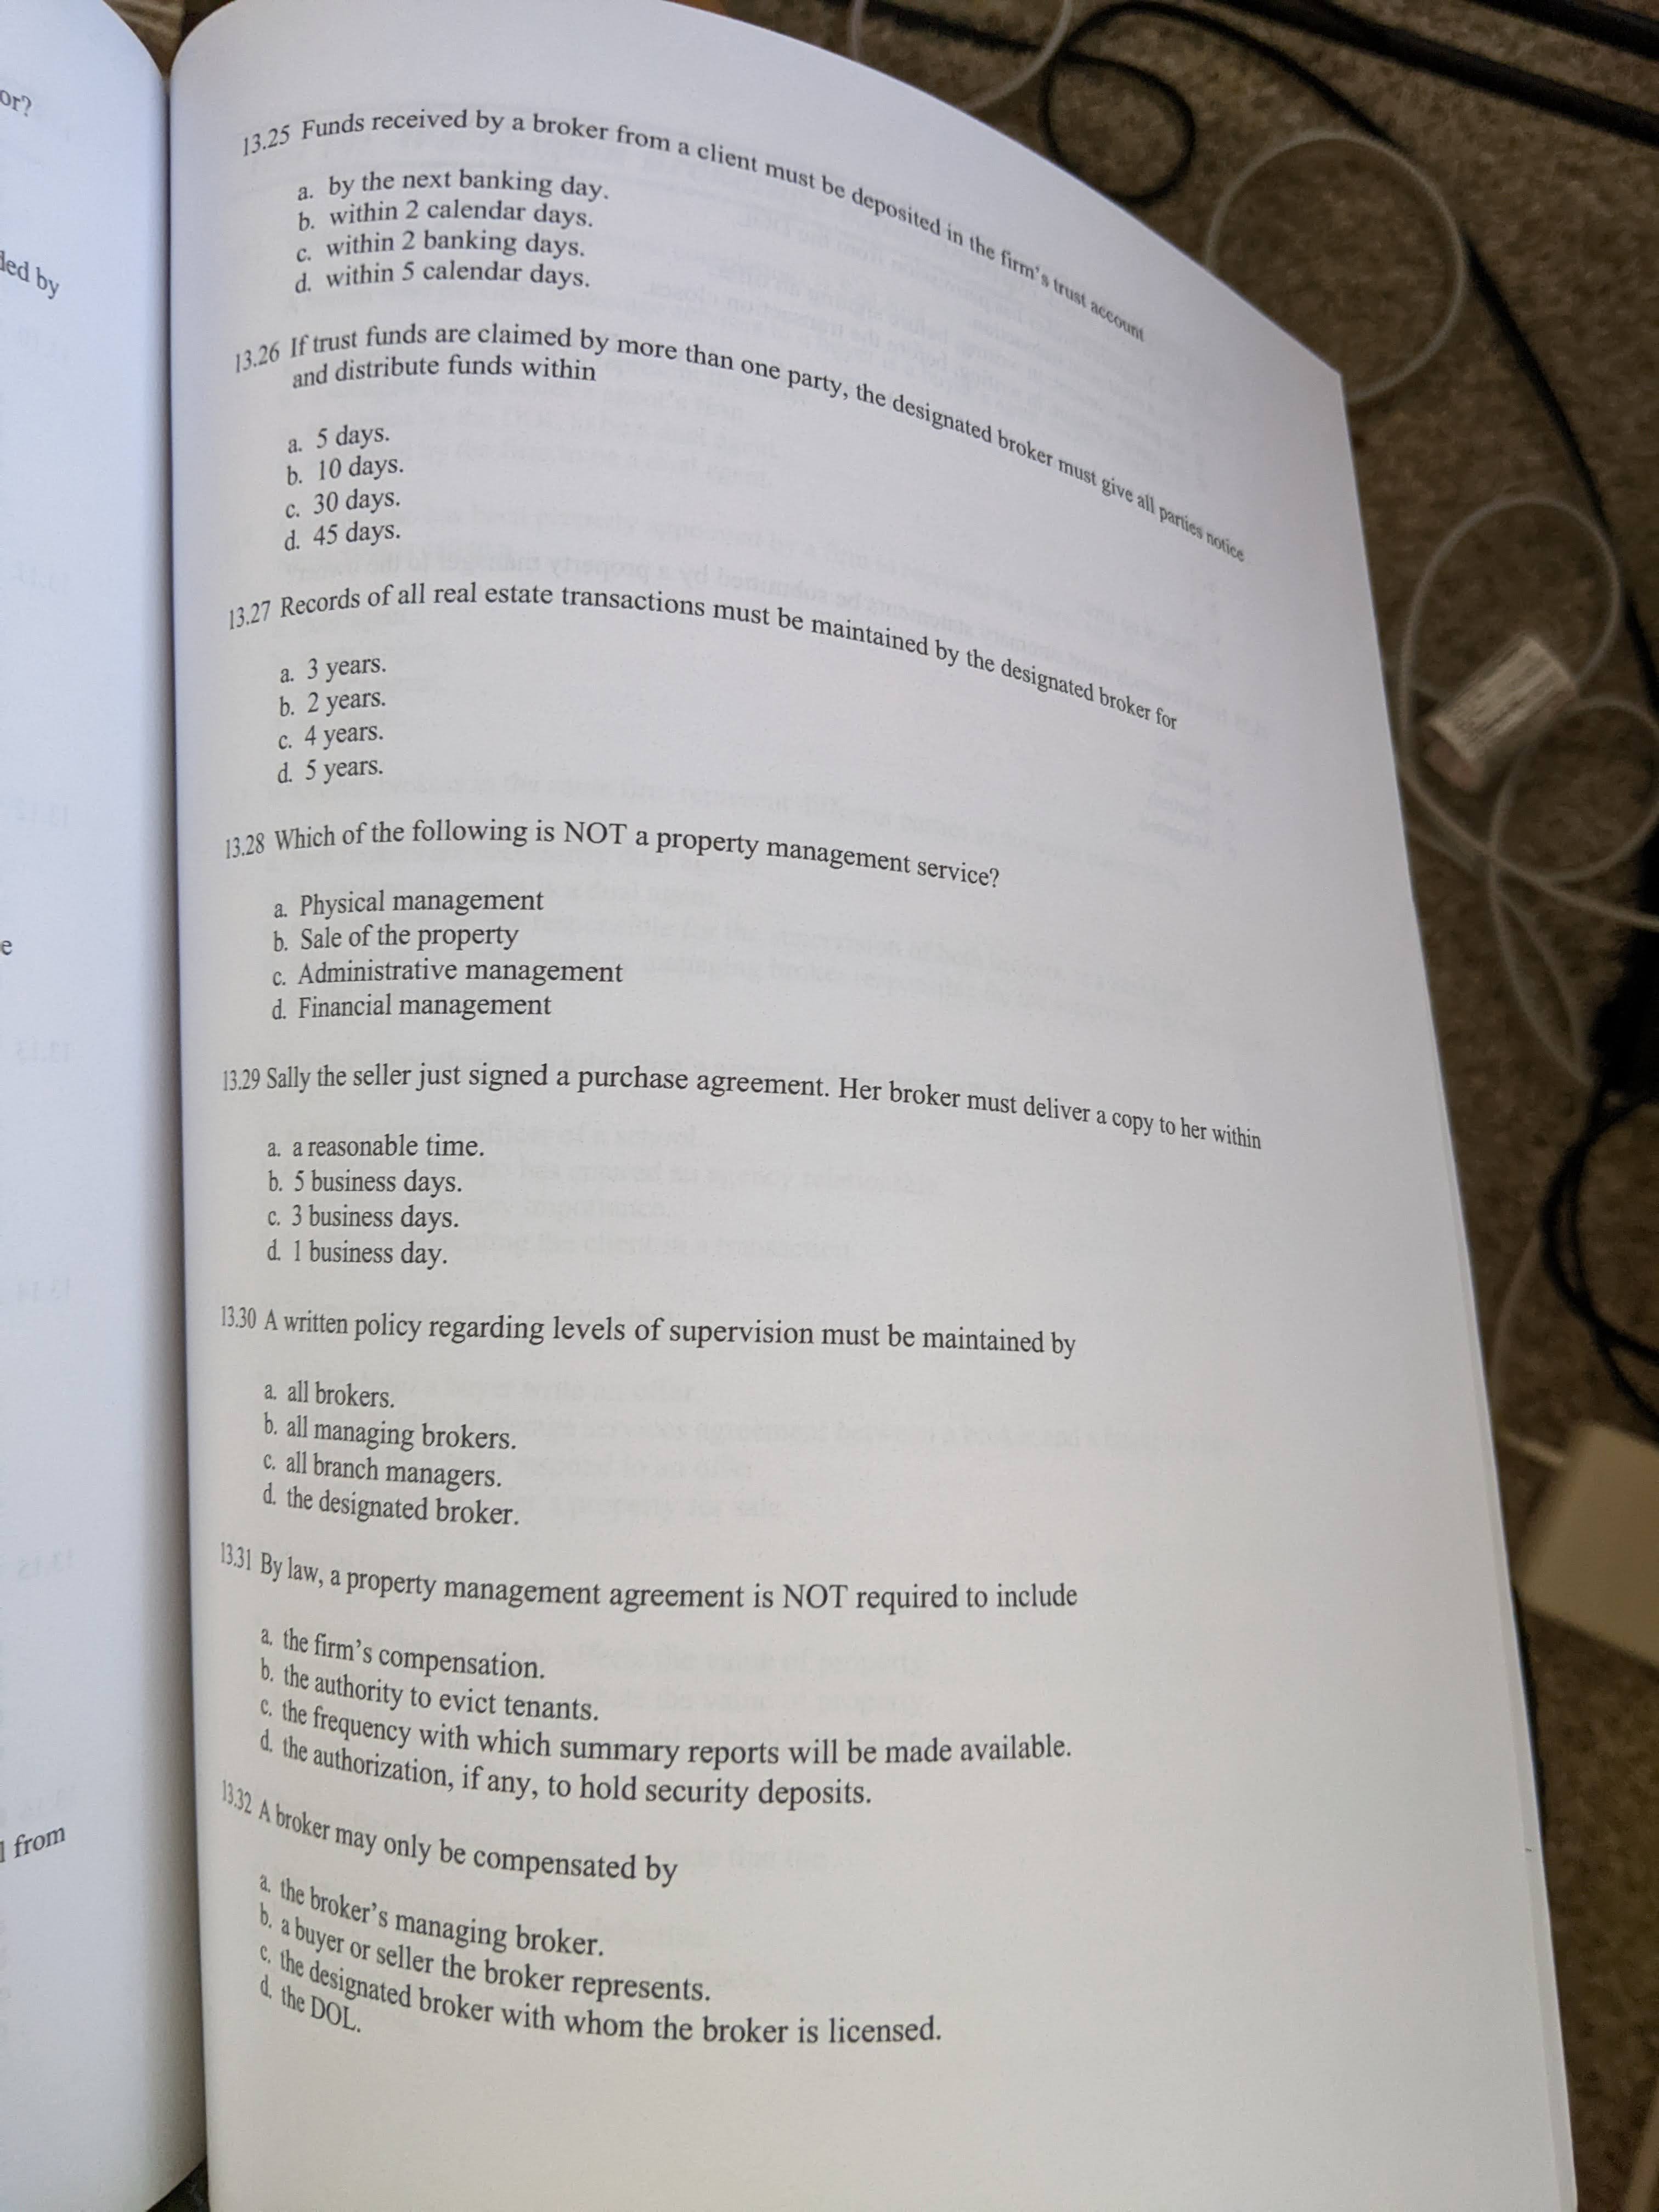 or?
led by
e
from
13.25 Funds received by a broker from a client must be deposited in the firm's trust account
a. by the next banking day.
b. within 2 calendar days.
c. within 2 banking days.
d. within 5 calendar days.
13.26 If trust funds are claimed by more than one party, the designated broker must give all parties notice
and distribute funds within
a. 5 days.
b. 10 days.
c. 30 days.
d. 45 days.
13.27 Records of all real estate transactions must be maintained by the designated broker for
a. 3 years.
b. 2 years.
c. 4 years.
d. 5 years.
13.28 Which of the following is NOT a property management service?
a. Physical management
b. Sale of the property
c. Administrative management
d. Financial management
13.29 Sally the seller just signed a purchase agreement. Her broker must deliver a copy to her within
a. a reasonable time.
b. 5 business days.
c. 3 business days.
d. 1 business day.
13.30 A written policy regarding levels of supervision must be maintained by
a. all brokers.
b. all managing brokers.
c. all branch managers.
d. the designated broker.
13.31 By law, a property management agreement is NOT required to include
a. the firm's compensation.
b. the authority to evict tenants.
c. the frequency with which summary reports will be made available.
d. the authorization, if any, to hold security deposits.
13.32 A broker may only be compensated by
a. the broker's managing broker.
b. a buyer or seller the broker represents.
c. the designated broker with whom the broker is licensed.
d. the DOL.